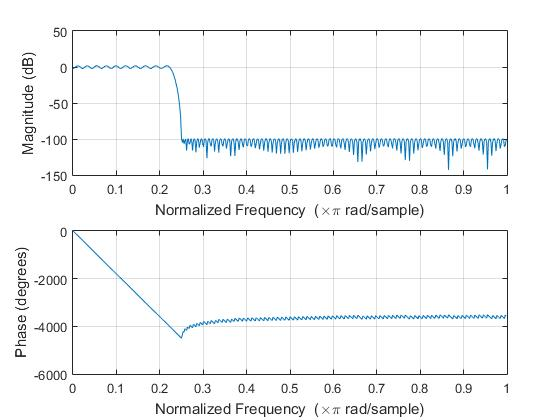 50
0
-50
-100
-150
Magnitude (dB)
0 0.1 0.2 0.3 0.4 0.5 0.6 0.7 0.8 0.9 1
Normalized Frequency (×π rad/sample)
0
-2000
-4000
-6000
Phase (degrees)
0 0.1 0.2 0.3 0.4 0.5 0.6 0.7 0.8 0.9 1
Normalized Frequency (×π rad/sample)